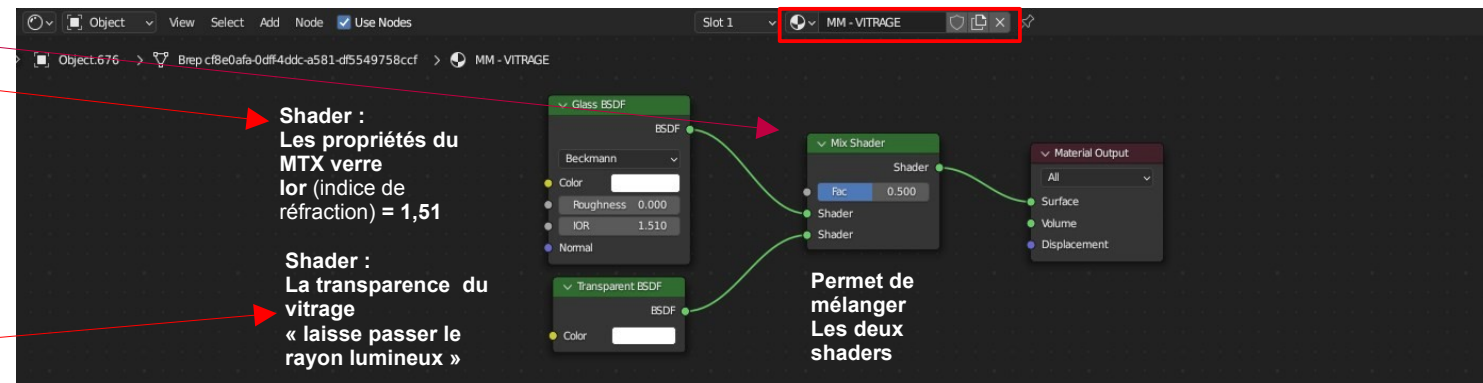 Object View Select Add Node Use Nodes Slot 1 MM - VITRAGE
Object.676 > Brep cf8e0afa-0dff-4ddc-a581-df5549758ccf > MM - VITRAGE
Shader :
Les propriétés du
MTX verre
Ior (indice de
réfraction) = 1,51
Glass BSDF
BSDF
Beckmann
Color
Roughness 0.000
IOR 1.510
Normal
Mix Shader
Shader
Fac 0.500
Shader
Shader
Material Output
All
Surface
Volume
Displacement
Shader :
La transparence du
vitrage
« laisse passer le
rayon lumineux »
Transparent BSDF
BSDF
Color
Permet de
mélanger
Les deux
shaders